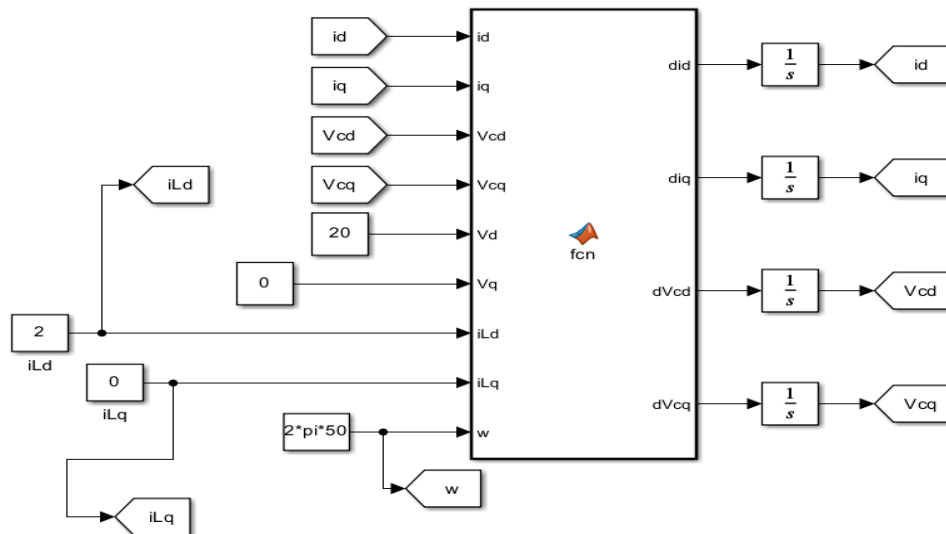 id
id
iq
iq
Vcd
Vcd
Vcq
Vcq
20
Vd
0
Vq
2
iLd
iLd
iLd
0
iLq
iLq
iLq
2*pi*50
w
w
fcn
did
1
s
id
diq
1
s
iq
dVcd
1
s
Vcd
dVcq
1
s
Vcq